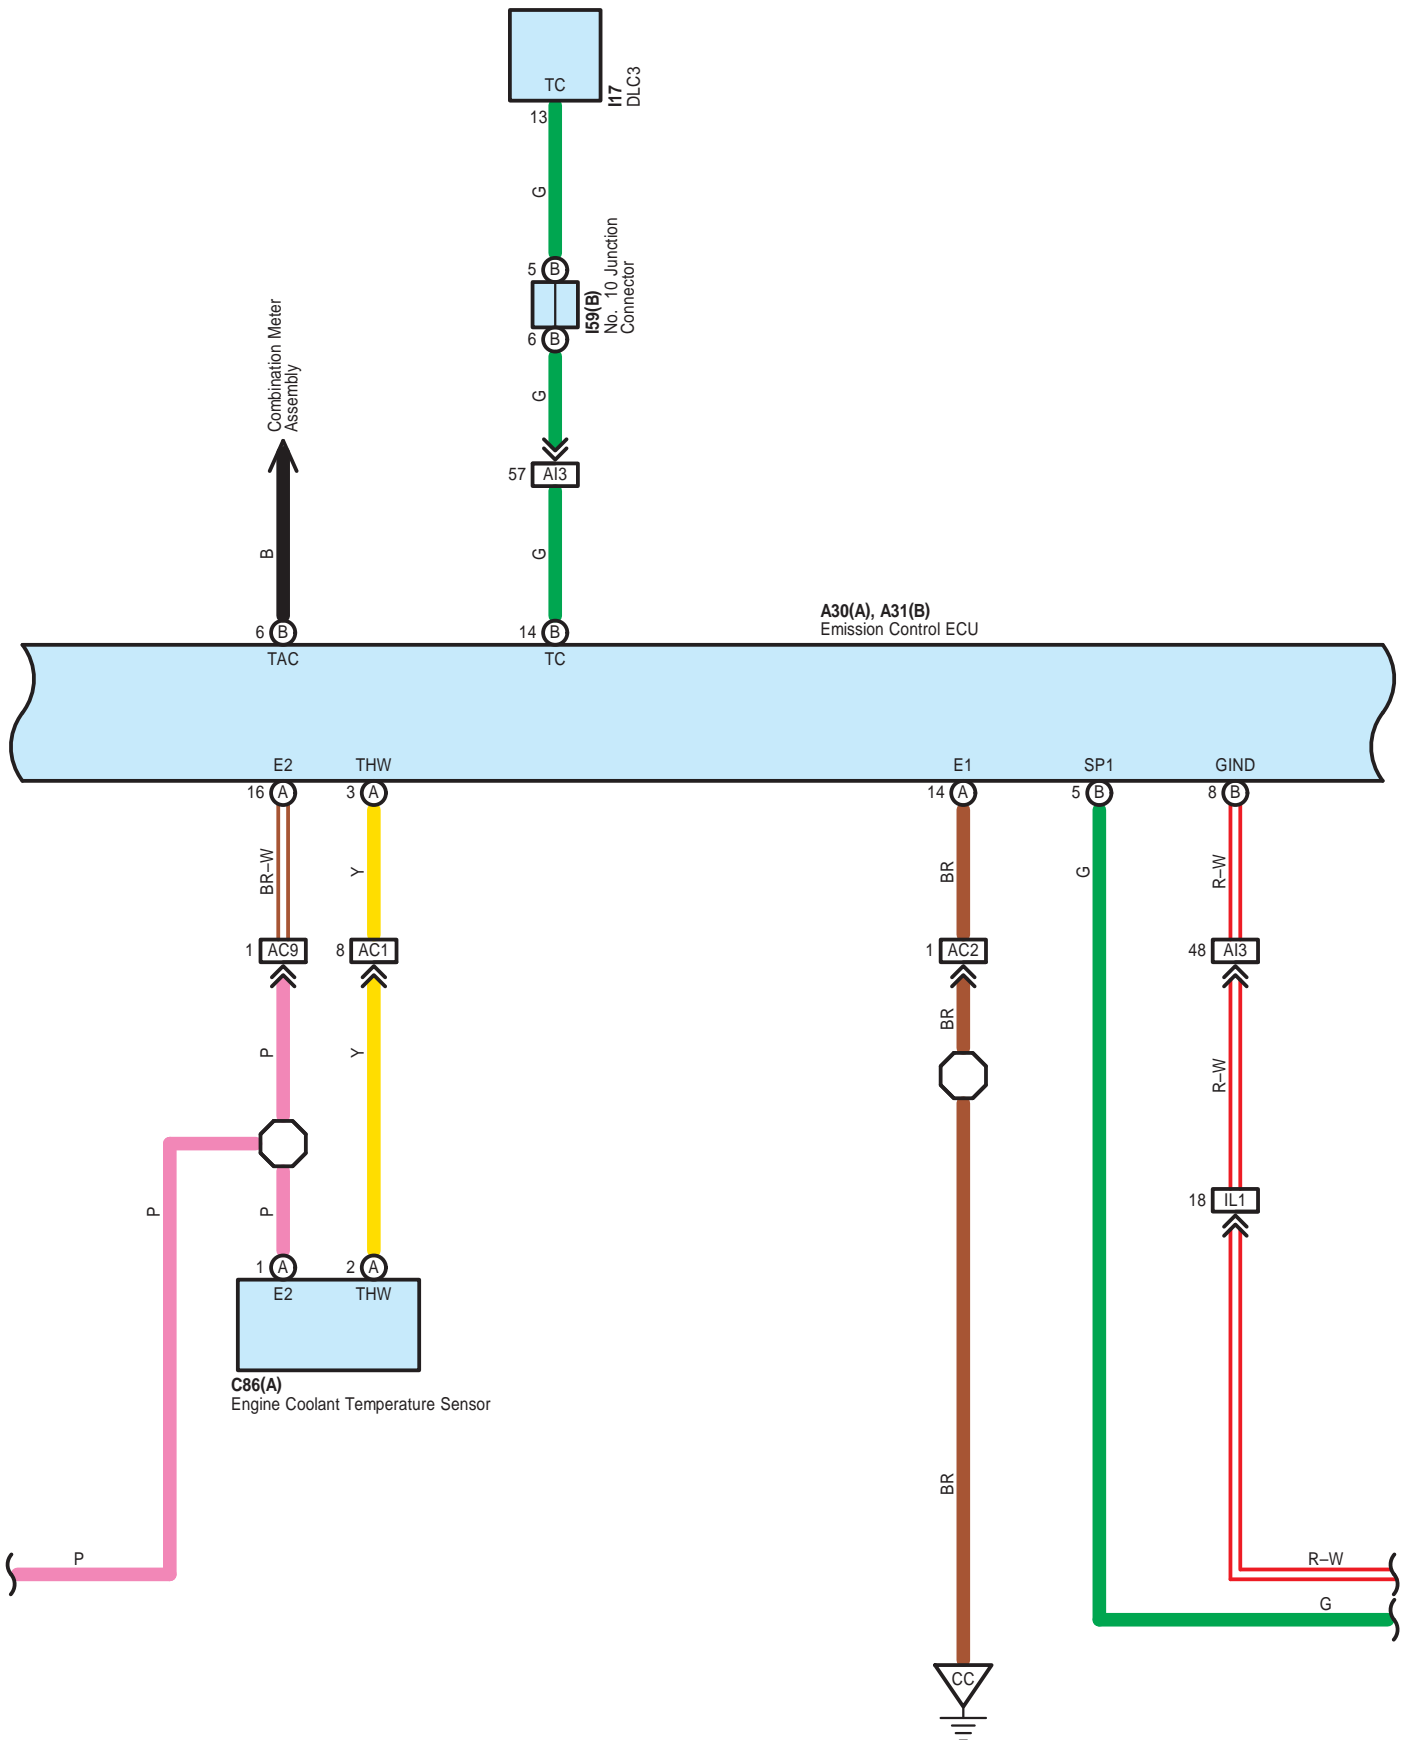 TC
I17
DLC3
13
G
5 B
I59(B)
No. 10 Junction
Connector
6 B
G
Combination Meter
Assembly
57 AI3
B
G
A30(A), A31(B)
Emission Control ECU
6 B
14 B
TAC
TC
E2
THW
E1
SP1
GIND
16 A
3 A
14 A
5 B
8 B
BR–W
Y
BR
G
R–W
1 AC9
8 AC1
1 AC2
48 AI3
P
Y
BR
R–W
P
P
18 IL1
1 A
2 A
E2
THW
C86(A)
Engine Coolant Temperature Sensor
BR
P
R–W
G
CC